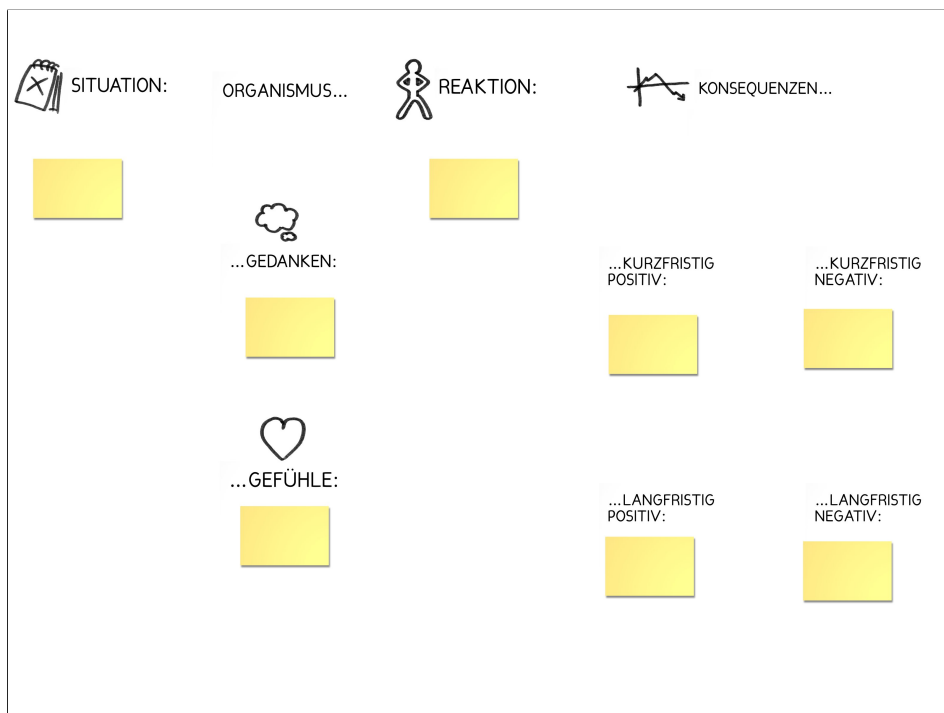 SITUATION:
ORGANISMUS...
REAKTION:
KONSEQUENZEN...
...GEDANKEN:
...KURZFRISTIG
POSITIV:
...KURZFRISTIG
NEGATIV:
...GEFÜHLE:
...LANGFRISTIG
POSITIV:
...LANGFRISTIG
NEGATIV: